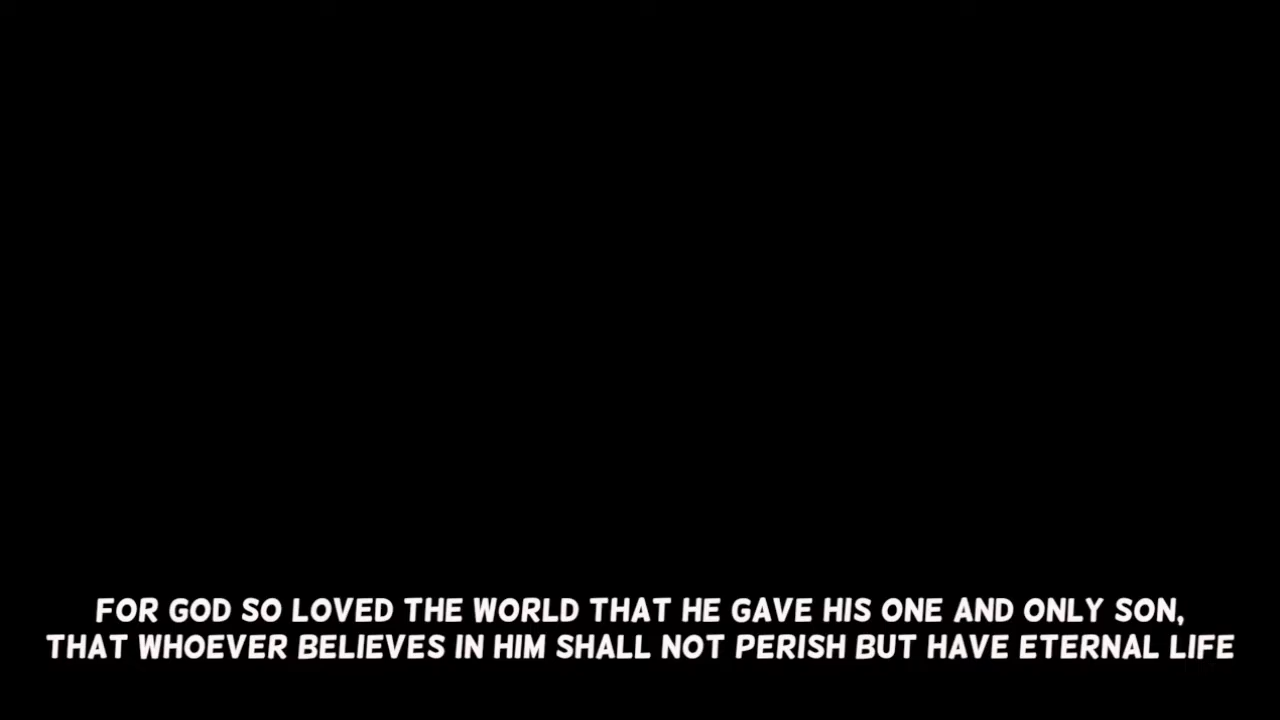 FOR GOD SO LOVED THE WORLD THAT HE GAVE HIS ONE AND ONLY SON,
THAT WHOEVER BELIEVES IN HIM SHALL NOT PERISH BUT HAVE ETERNAL LIFE